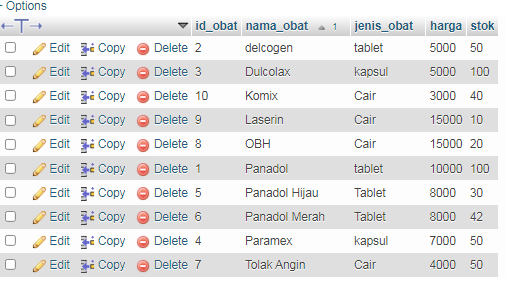 - Options
←T→ id_obat nama_obat 1 jenis_obat harga stok
Edit Copy Delete 2 delcogen tablet 5000 50
Edit Copy Delete 3 Dulcolax kapsul 5000 100
Edit Copy Delete 10 Komix Cair 3000 40
Edit Copy Delete 9 Laserin Cair 15000 10
Edit Copy Delete 8 OBH Cair 15000 20
Edit Copy Delete 1 Panadol tablet 10000 100
Edit Copy Delete 5 Panadol Hijau Tablet 8000 30
Edit Copy Delete 6 Panadol Merah Tablet 8000 42
Edit Copy Delete 4 Paramex kapsul 7000 50
Edit Copy Delete 7 Tolak Angin Cair 4000 50